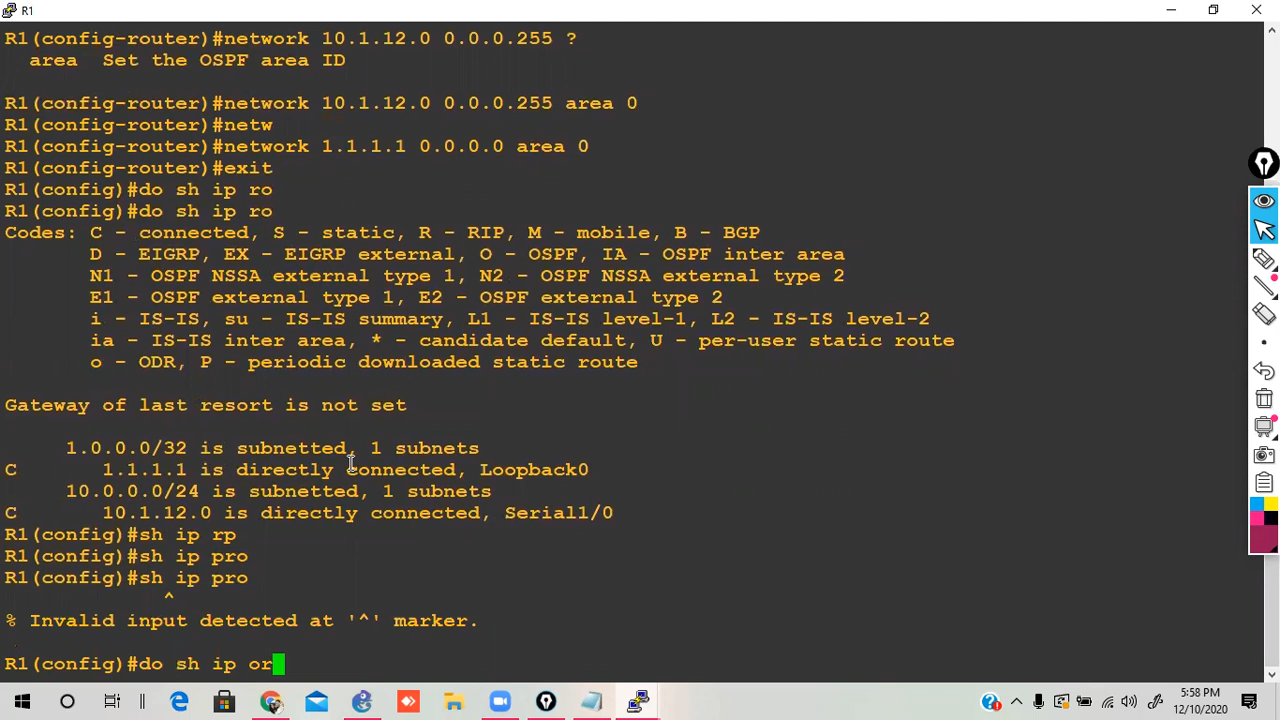 R1
R1(config-router)#network 10.1.12.0 0.0.0.255 ?
  area  Set the OSPF area ID
R1(config-router)#network 10.1.12.0 0.0.0.255 area 0
R1(config-router)#netw
R1(config-router)#network 1.1.1.1 0.0.0.0 area 0
R1(config-router)#exit
R1(config)#do sh ip ro
R1(config)#do sh ip ro
Codes: C - connected, S - static, R - RIP, M - mobile, B - BGP
       D - EIGRP, EX - EIGRP external, O - OSPF, IA - OSPF inter area
       N1 - OSPF NSSA external type 1, N2 - OSPF NSSA external type 2
       E1 - OSPF external type 1, E2 - OSPF external type 2
       i - IS-IS, su - IS-IS summary, L1 - IS-IS level-1, L2 - IS-IS level-2
       ia - IS-IS inter area, * - candidate default, U - per-user static route
       o - ODR, P - periodic downloaded static route
Gateway of last resort is not set
     1.0.0.0/32 is subnetted, 1 subnets
C       1.1.1.1 is directly connected, Loopback0
     10.0.0.0/24 is subnetted, 1 subnets
C       10.1.12.0 is directly connected, Serial1/0
R1(config)#sh ip rp
R1(config)#sh ip pro
R1(config)#sh ip pro
             ^
% Invalid input detected at '^' marker.
R1(config)#do sh ip or
5:58 PM
12/10/2020